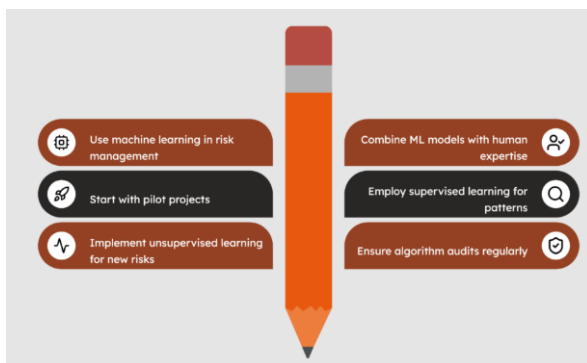 Use machine learning in risk
management
Start with pilot projects
Implement unsupervised learning
for new risks
Combine ML models with human
expertise
Employ supervised learning for
patterns
Ensure algorithm audits regularly